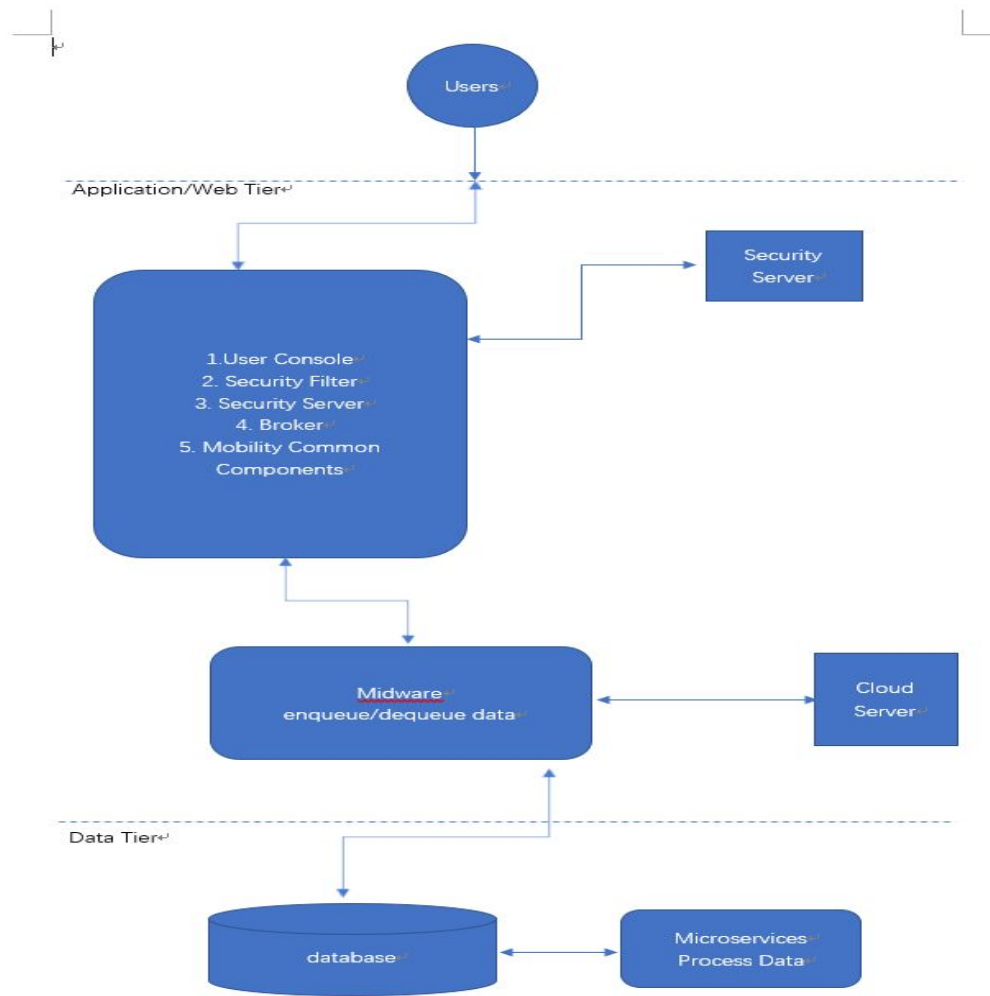 Users
Application/Web Tier
Security
Server
1.User Console
2. Security Filter
3. Security Server
4. Broker
5. Mobility Common
Components
Midware
enqueue/dequeue data
Cloud
Server
Data Tier
database
Microservices
Process Data